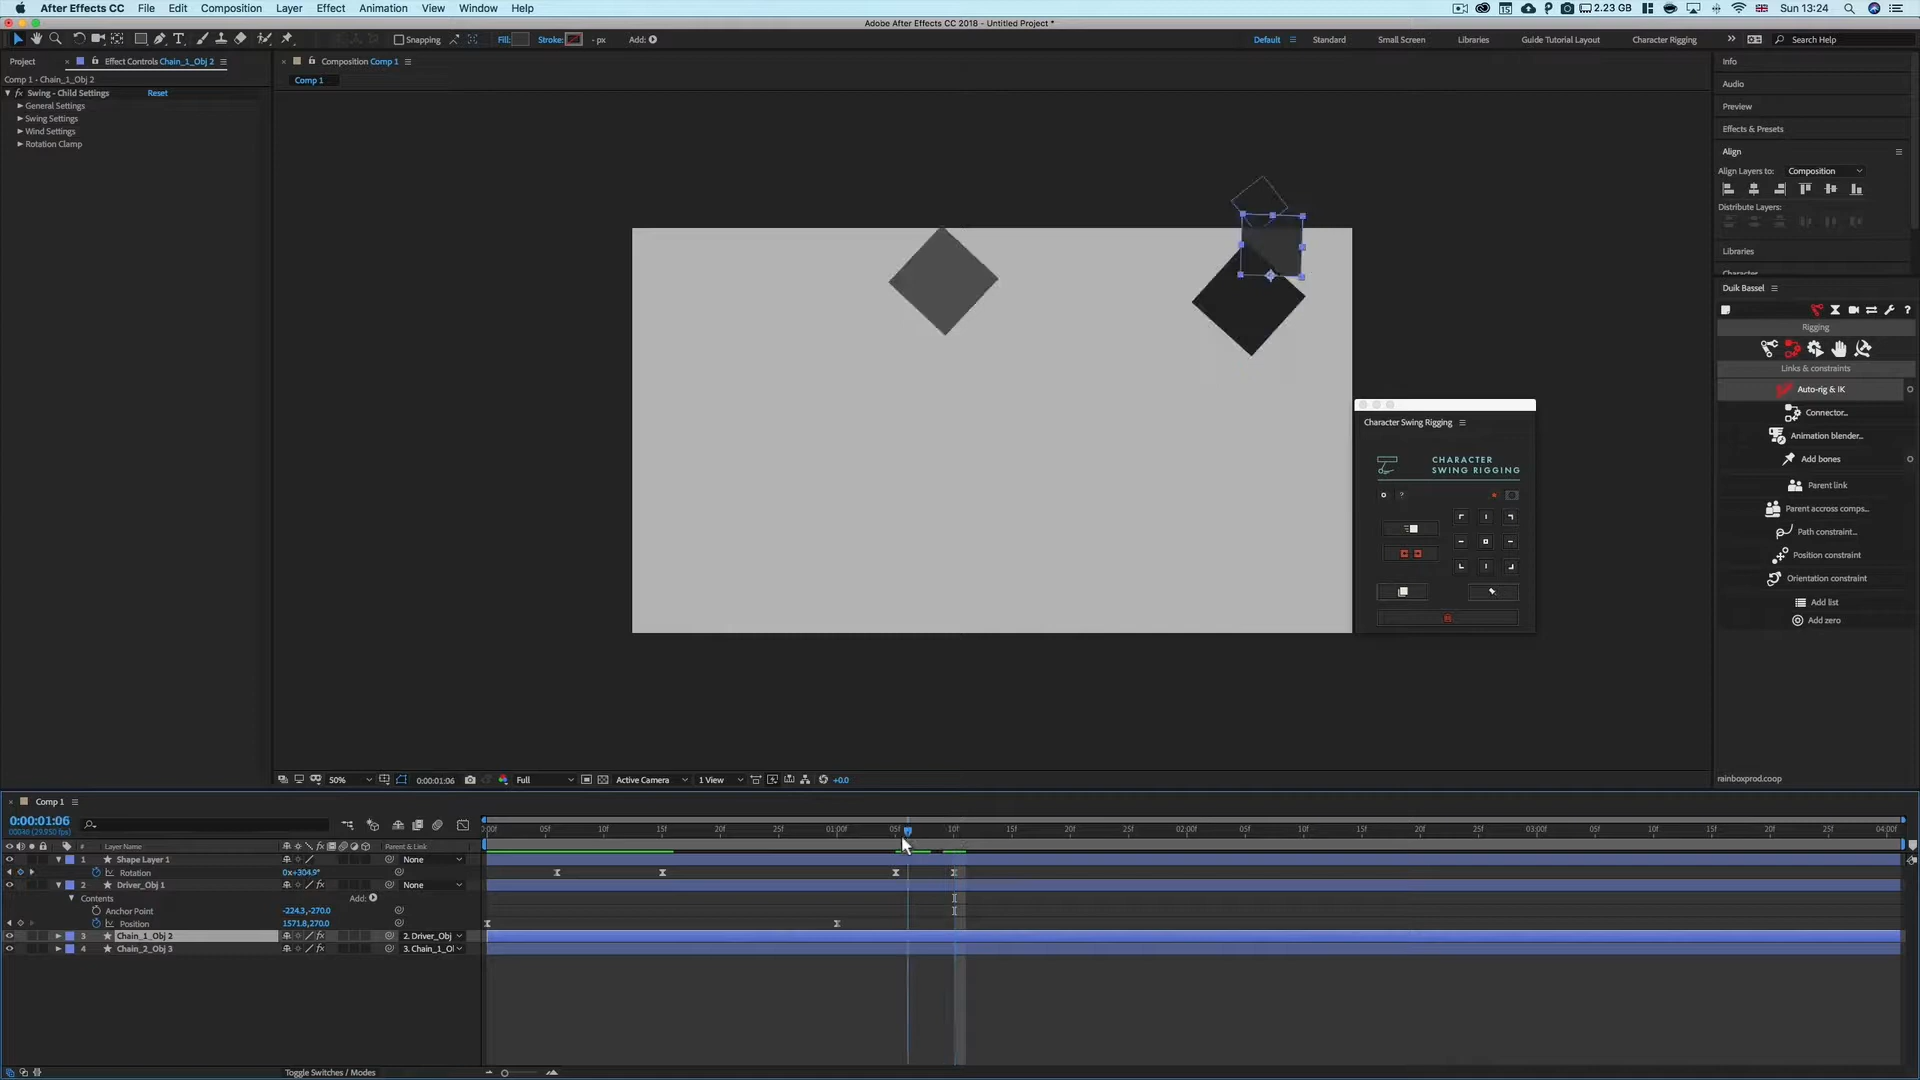 After Effects CC File Edit Composition Layer Effect Animation View Window Help 2.23 GB Sun 13:24
Adobe After Effects CC 2018 - Untitled Project *
Snapping Fill: Stroke: - px Add: Default Standard Small Screen Libraries Guide Tutorial Layout Character Rigging Search Help
Project Effect Controls Chain_1_Obj 2 Composition Comp 1 Info
Comp 1 • Chain_1_Obj 2 Comp 1
Swing - Child Settings Reset
General Settings
Swing Settings
Wind Settings
Rotation Clamp
Audio
Preview
Effects & Presets
Align
Align Layers to: Composition
Distribute Layers:
Libraries
Character
Duik Bassel
Rigging
Links & constraints
Auto-rig & IK
Connector...
Animation blender...
Add bones
Parent link
Parent accross comps...
Path constraint...
Position constraint
Orientation constraint
Add list
Add zero
rainboxprod.coop
Character Swing Rigging
CHARACTER
SWING RIGGING
?
50% 0:00:01:06 Full Active Camera 1 View +0.0
Comp 1
0:00:01:06
00046 (29.950 fps)
:00f 05f 10f 15f 20f 25f 01:00f 05f 10f 15f 20f 25f 02:00f 05f 10f 15f 20f 25f 03:00f 05f 10f 15f 20f 25f 04:00f
# Layer Name Parent & Link
1 Shape Layer 1 None
Rotation 0x+304.9°
2 Driver_Obj 1 None
Contents Add:
Anchor Point -224.3,-270.0
Position 1571.8,270.0
3 Chain_1_Obj 2 2. Driver_Obj
4 Chain_2_Obj 3 3. Chain_1_O
Toggle Switches / Modes